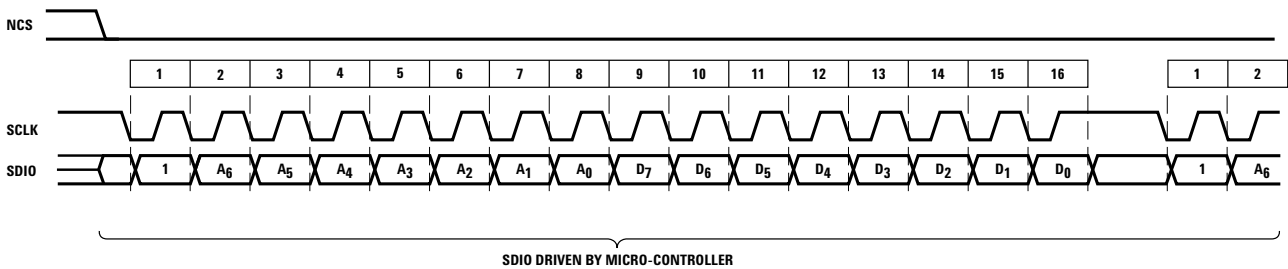 NCS
1 2 3 4 5 6 7 8 9 10 11 12 13 14 15 16 1 2
SCLK
SDIO 1 A6 A5 A4 A3 A2 A1 A0 D7 D6 D5 D4 D3 D2 D1 D0 1 A6
SDIO DRIVEN BY MICRO-CONTROLLER